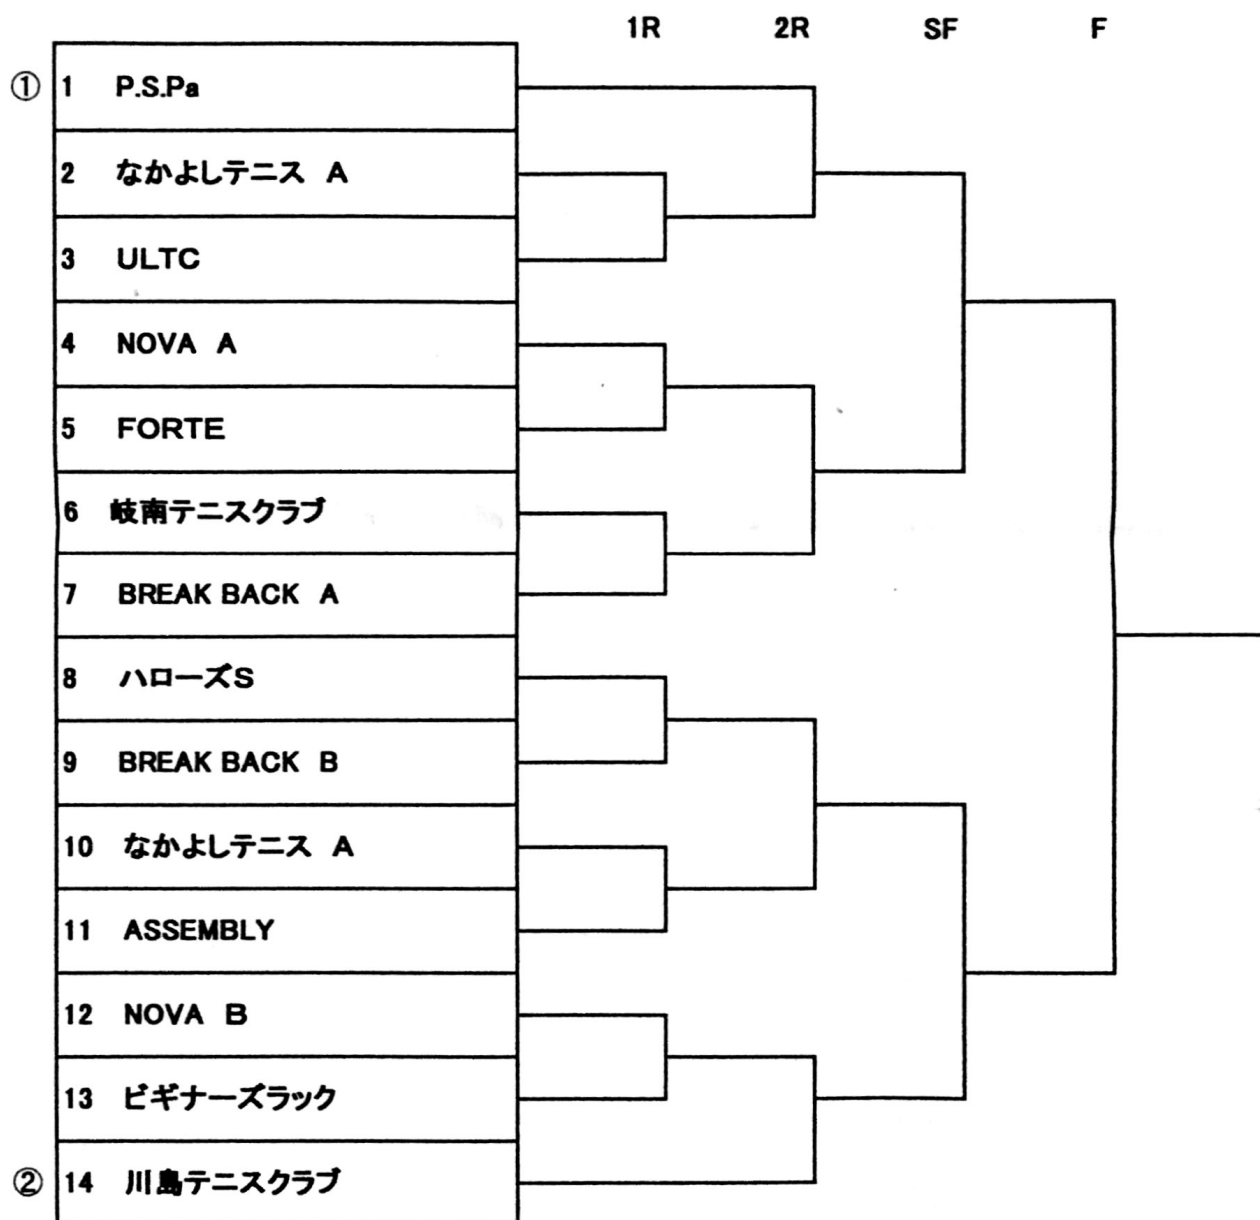 1R 2R SF F
① 1 P.S.Pa
2 なかよしテニス A
3 ULTC
4 NOVA A
5 FORTE
6 岐南テニスクラブ
7 BREAK BACK A
8 ハローズS
9 BREAK BACK B
10 なかよしテニス A
11 ASSEMBLY
12 NOVA B
13 ビギナーズラック
② 14 川島テニスクラブ